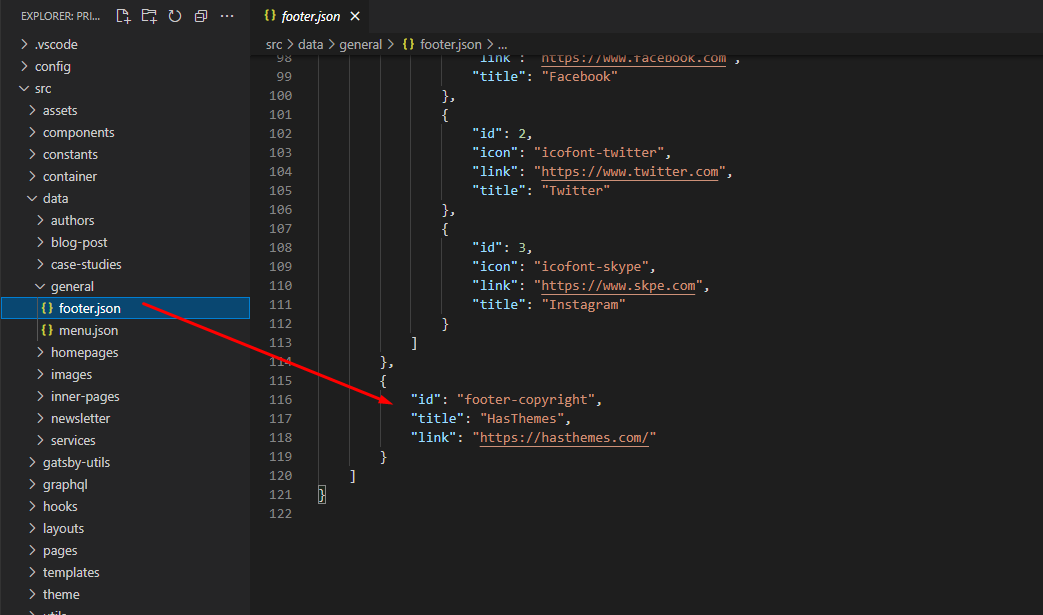 EXPLORER: PRI...
.vscode
config
src
assets
components
constants
container
data
authors
blog-post
case-studies
general
{} footer.json
{} menu.json
homepages
images
inner-pages
newsletter
services
gatsby-utils
graphql
hooks
layouts
pages
templates
theme
utils
{} footer.json ×
src > data > general > {} footer.json > ...
98 "link": "https://www.facebook.com",
99 "title": "Facebook"
100 },
101 {
102 "id": 2,
103 "icon": "icofont-twitter",
104 "link": "https://www.twitter.com",
105 "title": "Twitter"
106 },
107 {
108 "id": 3,
109 "icon": "icofont-skype",
110 "link": "https://www.skpe.com",
111 "title": "Instagram"
112 }
113 ]
114 },
115 {
116 "id": "footer-copyright",
117 "title": "HasThemes",
118 "link": "https://hasthemes.com/"
119 }
120 ]
121 }
122